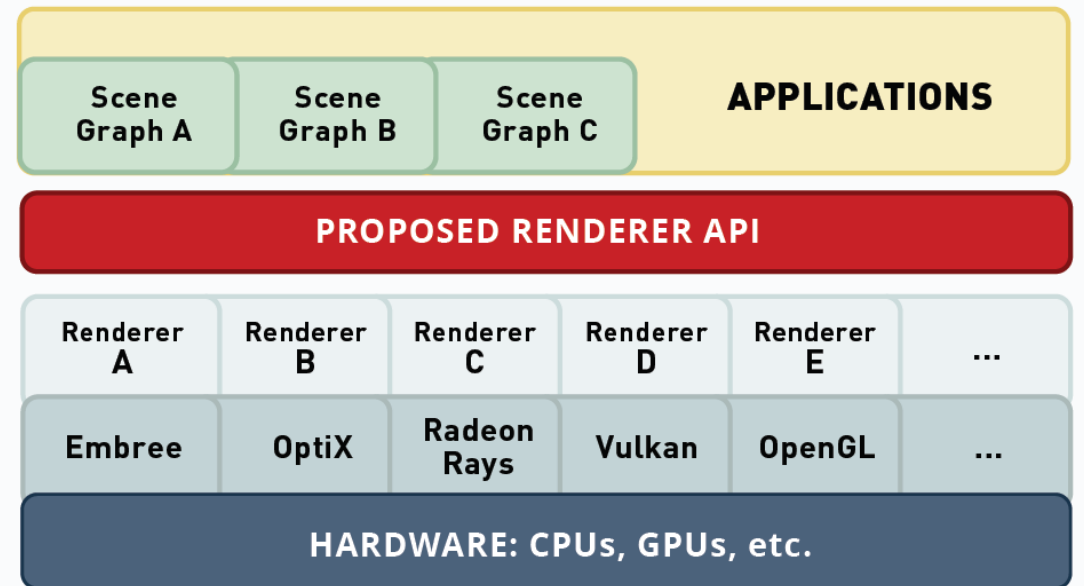 Scene
Graph A
Scene
Graph B
Scene
Graph C
APPLICATIONS
PROPOSED RENDERER API
Renderer
A
Renderer
B
Renderer
C
Renderer
D
Renderer
E
...
Embree
OptiX
Radeon
Rays
Vulkan
OpenGL
...
HARDWARE: CPUs, GPUs, etc.